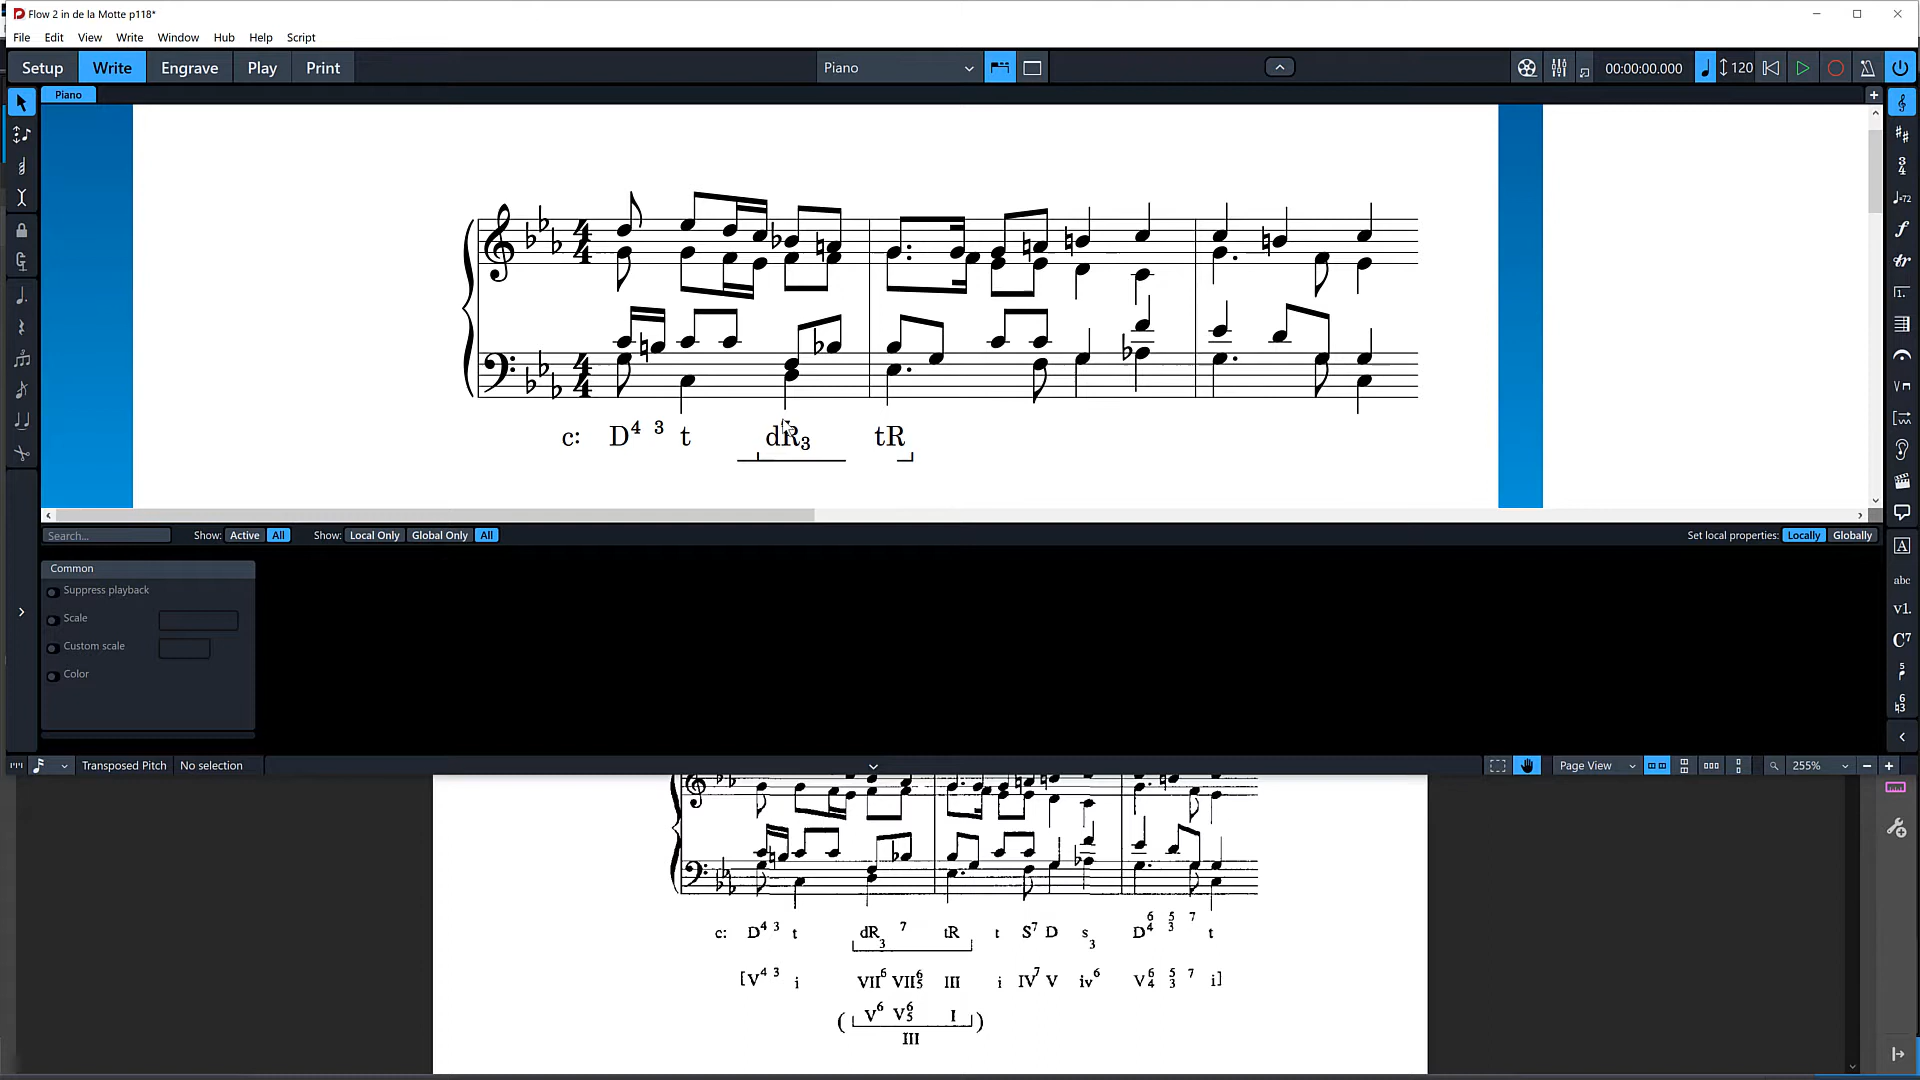 Flow 2 in de la Motte p118*
File Edit View Write Window Hub Help Script
Setup Write Engrave Play Print Piano 00:00:00.000 120
Piano
c: D4 3 t dR3 tR
Search... Show: Active All Show: Local Only Global Only All Set local properties: Locally Globally
Common
Suppress playback
Scale
Custom scale
Color
abc
v1.
C7
Transposed Pitch No selection Page View 255%
c: D4 3 t dR3 7 tR t S7 D s3 D6 4 5 3 7 t
[V4 3 i VII6 VII6 5 III i IV7 V iv6 V6 4 5 3 7 i]
( V6 V6 5 I )
III